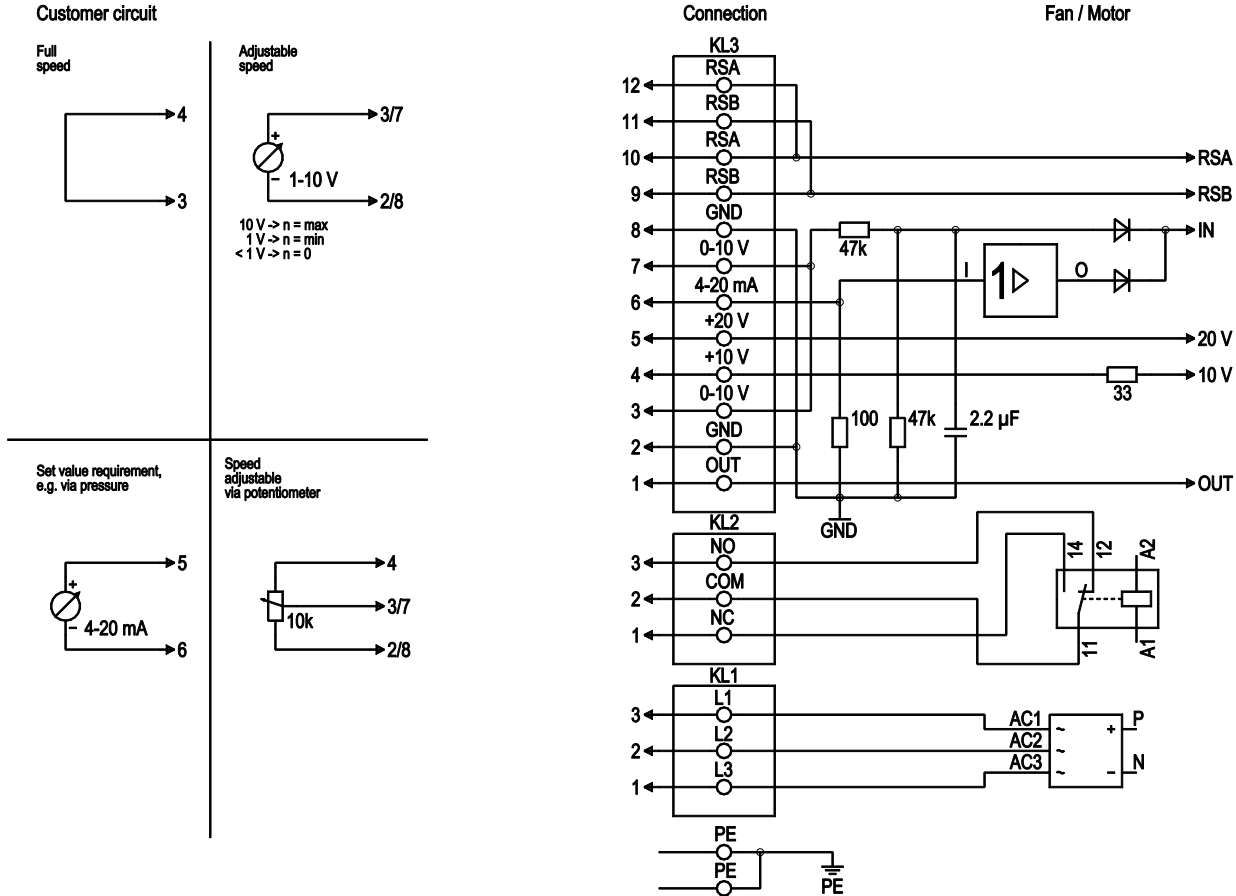 Customer circuit
Full
speed
4
3
Adjustable
speed
3/7
+
– 1-10 V
2/8
10 V -> n = max
1 V -> n = min
< 1 V -> n = 0
Set value requirement,
e.g. via pressure
5
+
– 4-20 mA
6
Speed
adjustable
via potentiometer
4
3/7
10k
2/8
Connection
Fan / Motor
KL3
RSA
12
RSB
11
RSA
10
RSA
RSB
9
RSB
GND
8
IN
47k
0-10 V
7
I
1
O
4-20 mA
6
+20 V
5
20 V
+10 V
4
10 V
33
0-10 V
3
100
47k
2.2 µF
GND
2
OUT
1
OUT
GND
KL2
NO
3
COM
2
NC
1
14
12
A2
11
A1
KL1
L1
3
L2
2
L3
1
AC1
AC2
AC3
~
~
~
+
–
P
N
PE
PE
PE